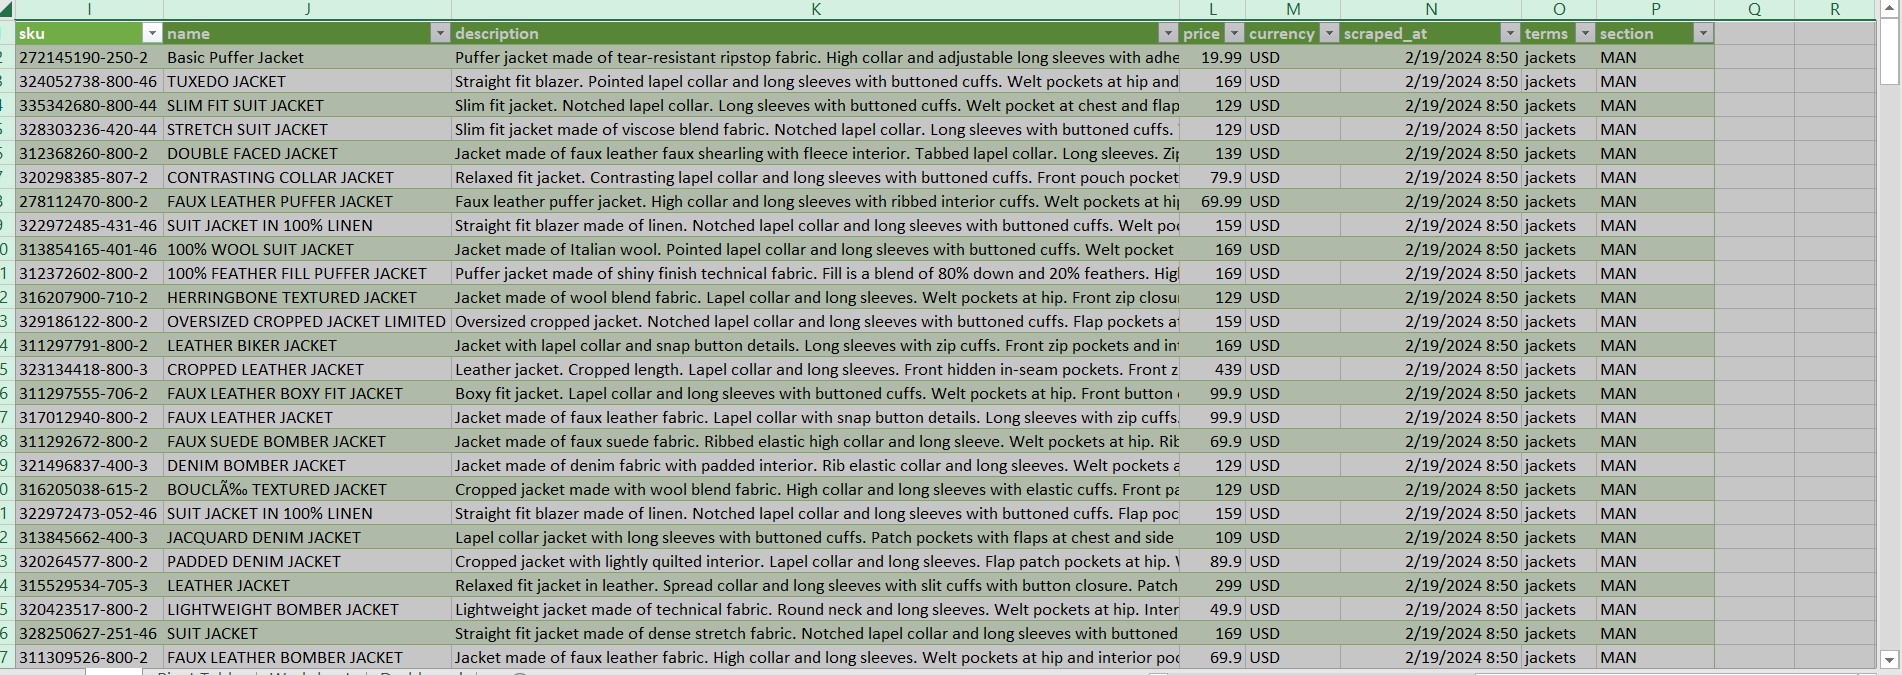 I J K L M N O P Q R
sku name description price currency scraped_at terms section
2 272145190-250-2 Basic Puffer Jacket Puffer jacket made of tear-resistant ripstop fabric. High collar and adjustable long sleeves with adhe 19.99 USD 2/19/2024 8:50 jackets MAN
3 324052738-800-46 TUXEDO JACKET Straight fit blazer. Pointed lapel collar and long sleeves with buttoned cuffs. Welt pockets at hip and 169 USD 2/19/2024 8:50 jackets MAN
4 335342680-800-44 SLIM FIT SUIT JACKET Slim fit jacket. Notched lapel collar. Long sleeves with buttoned cuffs. Welt pocket at chest and flap 129 USD 2/19/2024 8:50 jackets MAN
5 328303236-420-44 STRETCH SUIT JACKET Slim fit jacket made of viscose blend fabric. Notched lapel collar. Long sleeves with buttoned cuffs. 129 USD 2/19/2024 8:50 jackets MAN
6 312368260-800-2 DOUBLE FACED JACKET Jacket made of faux leather faux shearling with fleece interior. Tabbed lapel collar. Long sleeves. Zip 139 USD 2/19/2024 8:50 jackets MAN
7 320298385-807-2 CONTRASTING COLLAR JACKET Relaxed fit jacket. Contrasting lapel collar and long sleeves with buttoned cuffs. Front pouch pocket 79.9 USD 2/19/2024 8:50 jackets MAN
8 278112470-800-2 FAUX LEATHER PUFFER JACKET Faux leather puffer jacket. High collar and long sleeves with ribbed interior cuffs. Welt pockets at hip 69.99 USD 2/19/2024 8:50 jackets MAN
9 322972485-431-46 SUIT JACKET IN 100% LINEN Straight fit blazer made of linen. Notched lapel collar and long sleeves with buttoned cuffs. Welt po 159 USD 2/19/2024 8:50 jackets MAN
0 313854165-401-46 100% WOOL SUIT JACKET Jacket made of Italian wool. Pointed lapel collar and long sleeves with buttoned cuffs. Welt pocket 169 USD 2/19/2024 8:50 jackets MAN
1 312372602-800-2 100% FEATHER FILL PUFFER JACKET Puffer jacket made of shiny finish technical fabric. Fill is a blend of 80% down and 20% feathers. High 169 USD 2/19/2024 8:50 jackets MAN
2 316207900-710-2 HERRINGBONE TEXTURED JACKET Jacket made of wool blend fabric. Lapel collar and long sleeves. Welt pockets at hip. Front zip closu 129 USD 2/19/2024 8:50 jackets MAN
3 329186122-800-2 OVERSIZED CROPPED JACKET LIMITED Oversized cropped jacket. Notched lapel collar and long sleeves with buttoned cuffs. Flap pockets at 159 USD 2/19/2024 8:50 jackets MAN
4 311297791-800-2 LEATHER BIKER JACKET Jacket with lapel collar and snap button details. Long sleeves with zip cuffs. Front zip pockets and int 169 USD 2/19/2024 8:50 jackets MAN
5 323134418-800-3 CROPPED LEATHER JACKET Leather jacket. Cropped length. Lapel collar and long sleeves. Front hidden in-seam pockets. Front z 439 USD 2/19/2024 8:50 jackets MAN
6 311297555-706-2 FAUX LEATHER BOXY FIT JACKET Boxy fit jacket. Lapel collar and long sleeves with buttoned cuffs. Welt pockets at hip. Front button 99.9 USD 2/19/2024 8:50 jackets MAN
7 317012940-800-2 FAUX LEATHER JACKET Jacket made of faux leather fabric. Lapel collar with snap button details. Long sleeves with zip cuffs. 99.9 USD 2/19/2024 8:50 jackets MAN
8 311292672-800-2 FAUX SUEDE BOMBER JACKET Jacket made of faux suede fabric. Ribbed elastic high collar and long sleeve. Welt pockets at hip. Rib 69.9 USD 2/19/2024 8:50 jackets MAN
9 321496837-400-3 DENIM BOMBER JACKET Jacket made of denim fabric with padded interior. Rib elastic collar and long sleeves. Welt pockets a 129 USD 2/19/2024 8:50 jackets MAN
0 316205038-615-2 BOUCLÃ‰ TEXTURED JACKET Cropped jacket made with wool blend fabric. High collar and long sleeves with elastic cuffs. Front pa 129 USD 2/19/2024 8:50 jackets MAN
1 322972473-052-46 SUIT JACKET IN 100% LINEN Straight fit blazer made of linen. Notched lapel collar and long sleeves with buttoned cuffs. Flap poc 159 USD 2/19/2024 8:50 jackets MAN
2 313845662-400-3 JACQUARD DENIM JACKET Lapel collar jacket with long sleeves with buttoned cuffs. Patch pockets with flaps at chest and side 109 USD 2/19/2024 8:50 jackets MAN
3 320264577-800-2 PADDED DENIM JACKET Cropped jacket with lightly quilted interior. Lapel collar and long sleeves. Flap patch pockets at hip. 89.9 USD 2/19/2024 8:50 jackets MAN
4 315529534-705-3 LEATHER JACKET Relaxed fit jacket in leather. Spread collar and long sleeves with slit cuffs with button closure. Patch 299 USD 2/19/2024 8:50 jackets MAN
5 320423517-800-2 LIGHTWEIGHT BOMBER JACKET Lightweight jacket made of technical fabric. Round neck and long sleeves. Welt pockets at hip. Inter 49.9 USD 2/19/2024 8:50 jackets MAN
6 328250627-251-46 SUIT JACKET Straight fit jacket made of dense stretch fabric. Notched lapel collar and long sleeves with buttoned 169 USD 2/19/2024 8:50 jackets MAN
7 311309526-800-2 FAUX LEATHER BOMBER JACKET Jacket made of faux leather fabric. High collar and long sleeves. Welt pockets at hip and interior poc 69.9 USD 2/19/2024 8:50 jackets MAN